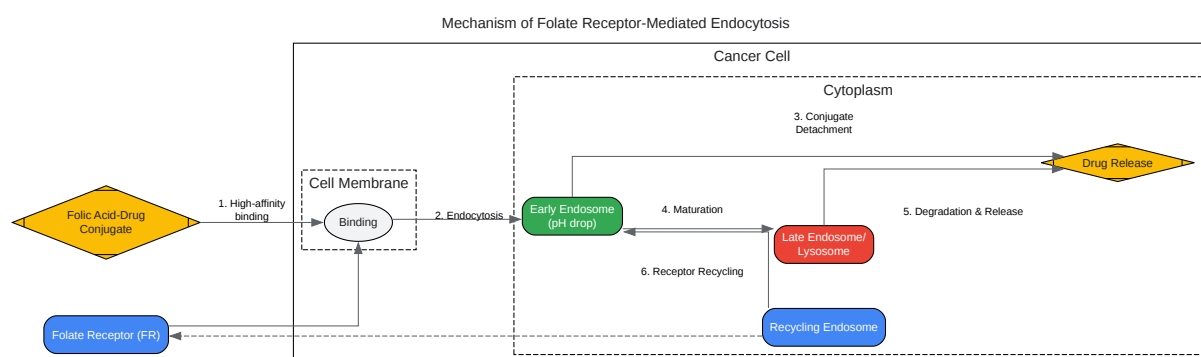 Mechanism of Folate Receptor-Mediated Endocytosis
Cancer Cell
Cytoplasm
3. Conjugate
Detachment
Drug Release
Cell Membrane
1. High-affinity
binding
Folic Acid-Drug
Conjugate
Binding
2. Endocytosis
Early Endosome
(pH drop)
4. Maturation
5. Degradation & Release
Late Endosome/
Lysosome
6. Receptor Recycling
Folate Receptor (FR)
Recycling Endosome